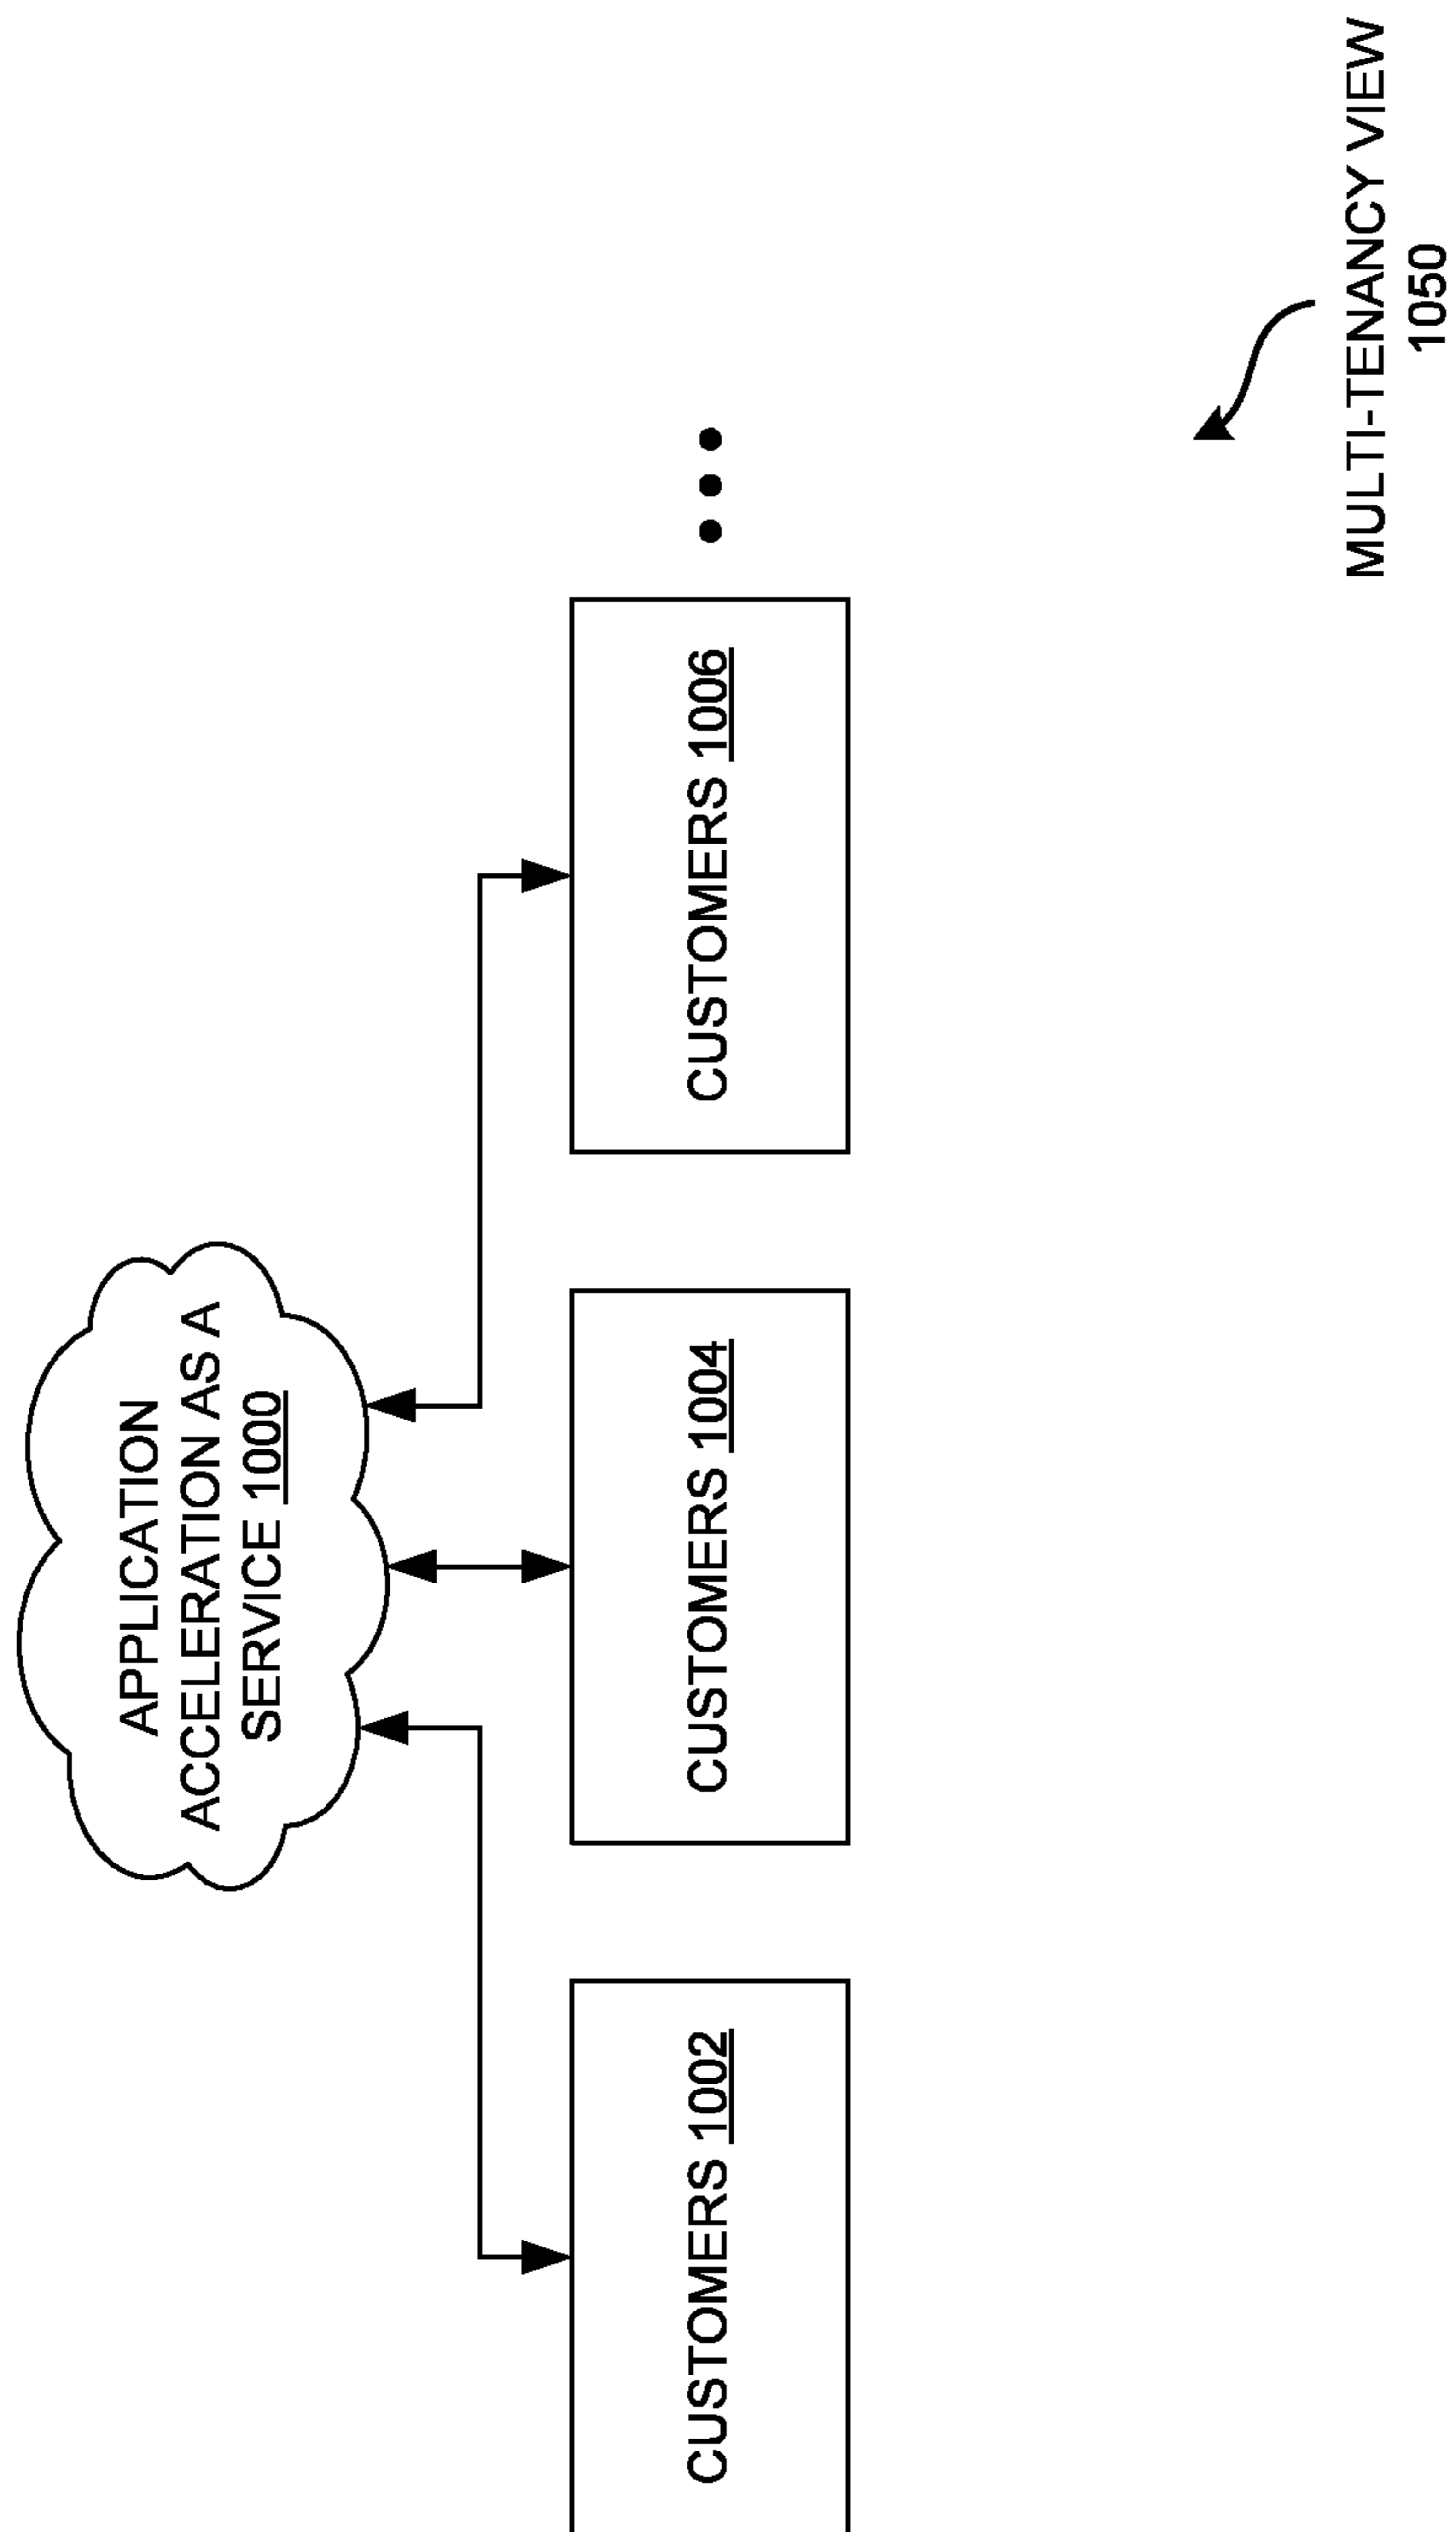 APPLICATION
ACCELERATION AS A
SERVICE 1000
CUSTOMERS 1002
CUSTOMERS 1004
CUSTOMERS 1006
MULTI-TENANCY VIEW
1050